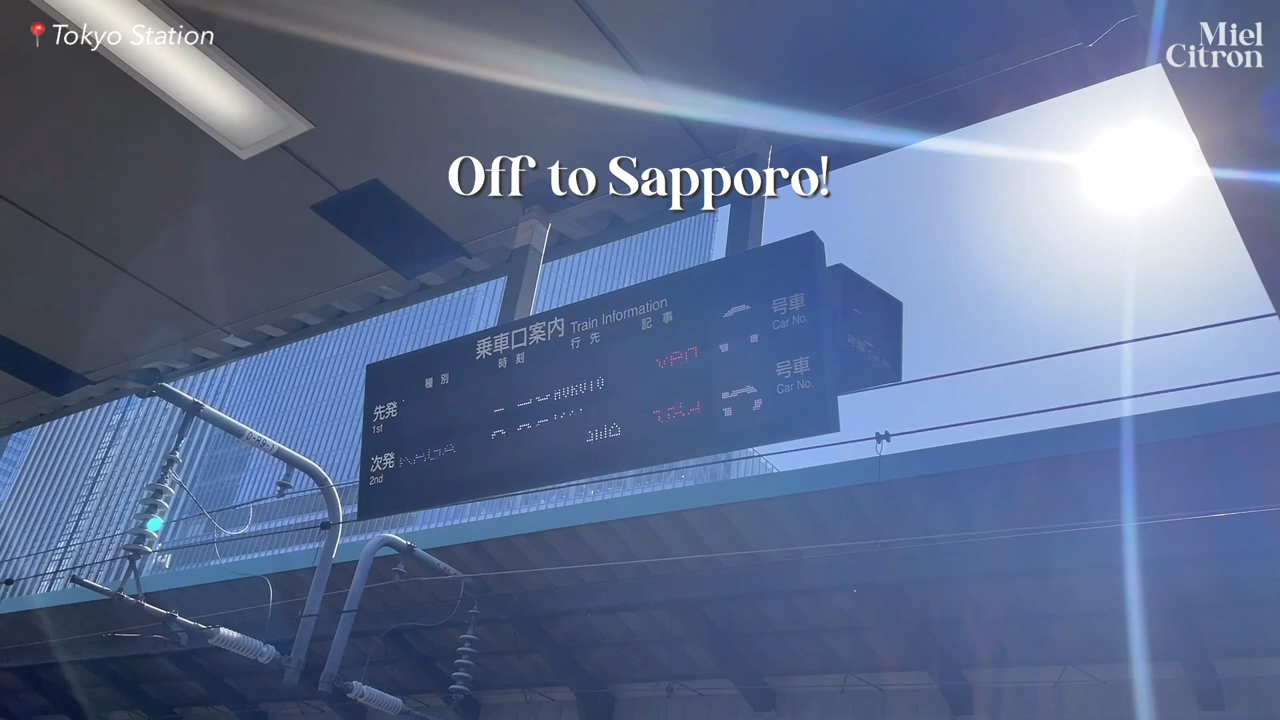 Tokyo Station
Miel
Citron
Off to Sapporo!
乗車口案内 Train Information
種別 時刻 行先 記事
号車
Car No.
先発
1st
号車
Car No.
次発
2nd